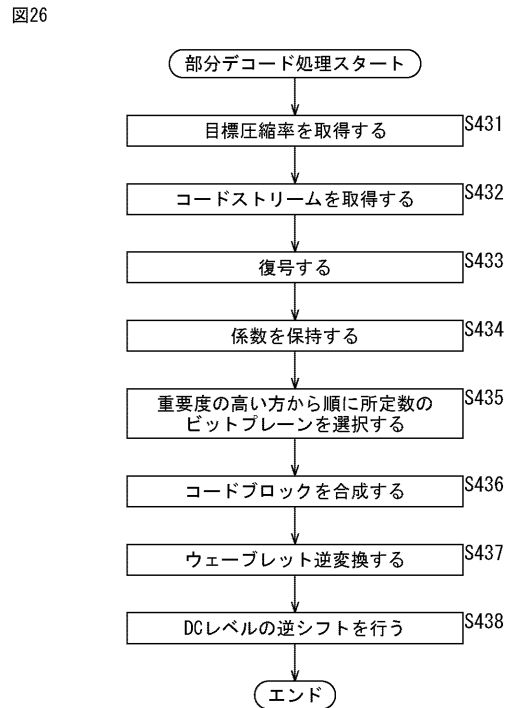 図26
部分デコード処理スタート
目標圧縮率を取得する
S431
コードストリームを取得する
S432
復号する
S433
係数を保持する
S434
重要度の高い方から順に所定数の
ビットプレーンを選択する
S435
コードブロックを合成する
S436
ウェーブレット逆変換する
S437
DCレベルの逆シフトを行う
S438
エンド